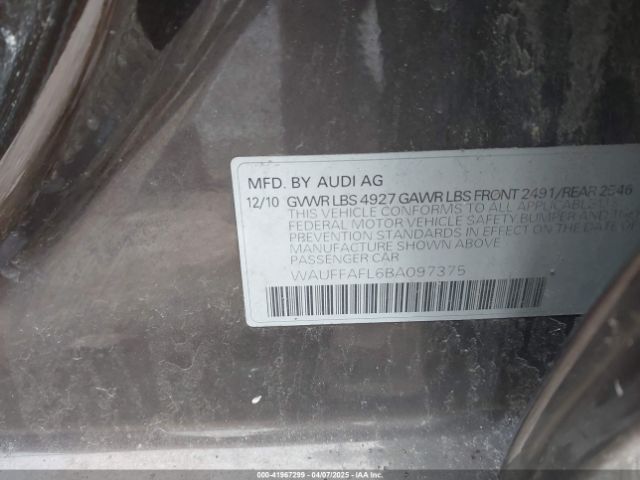 MFD. BY AUDI AG
12/10 GVWR LBS 4927 GAWR LBS FRONT 2491/REAR 2546
THIS VEHICLE CONFORMS TO ALL APPLICABLE
FEDERAL MOTOR VEHICLE SAFETY BUMPER AND
PREVENTION STANDARDS IN EFFECT ON THE DATE OF
MANUFACTURE SHOWN ABOVE
PASSENGER CAR
WAUFFAFL6BA097375
000-41967299 04/07/2025 IAA HOLDINGS, LLC